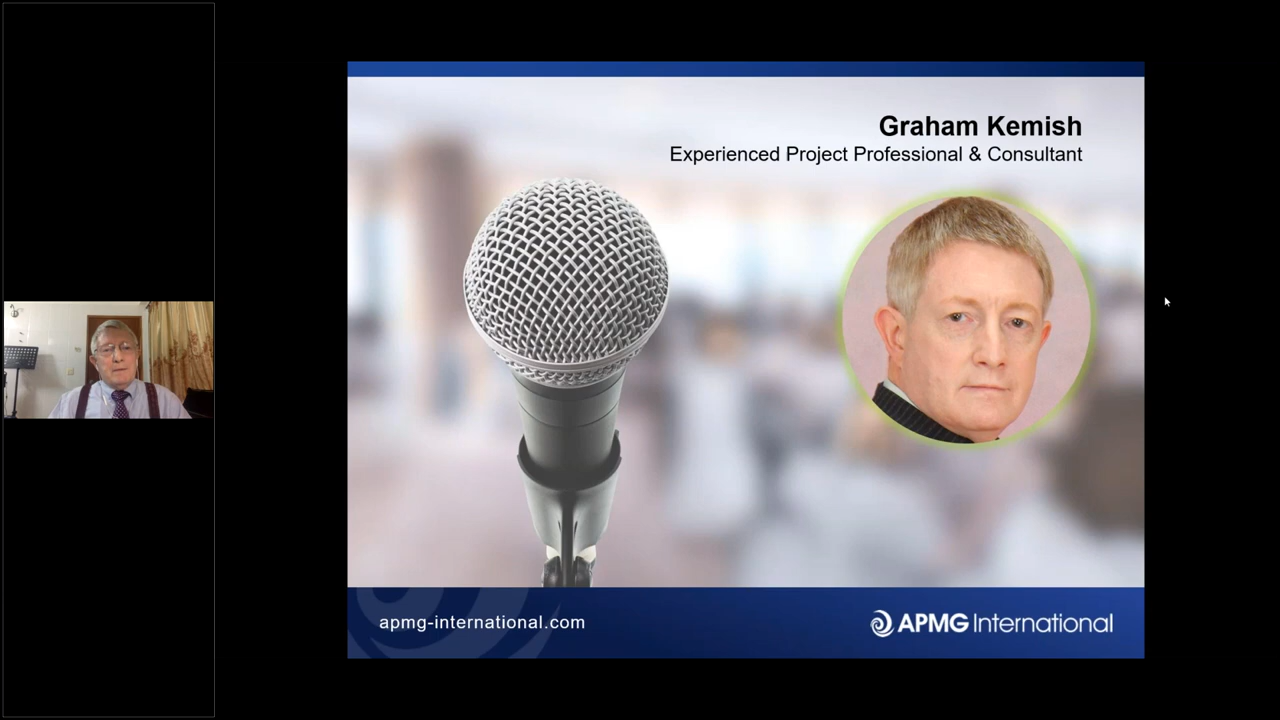 Graham Kemish
Experienced Project Professional & Consultant
apmg-international.com
APMG International